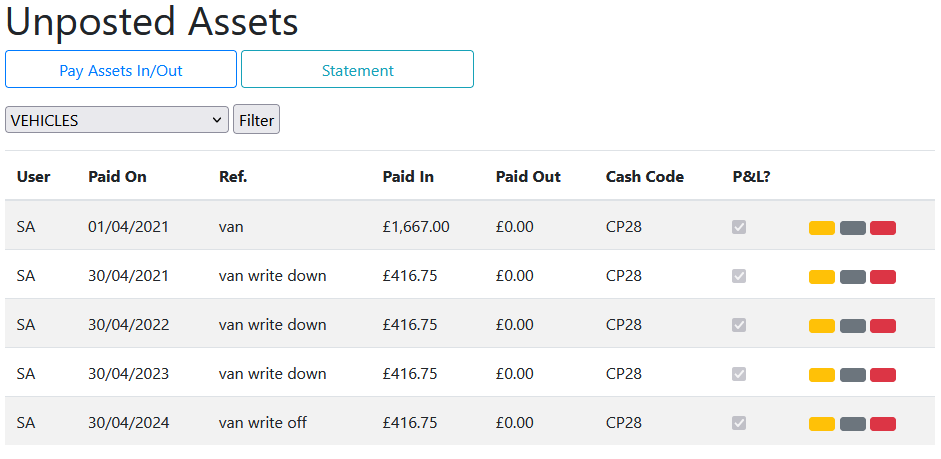 Unposted Assets
Pay Assets In/Out Statement
VEHICLES Filter
User Paid On Ref. Paid In Paid Out Cash Code P&L?
SA 01/04/2021 van £1,667.00 £0.00 CP28
SA 30/04/2021 van write down £416.75 £0.00 CP28
SA 30/04/2022 van write down £416.75 £0.00 CP28
SA 30/04/2023 van write down £416.75 £0.00 CP28
SA 30/04/2024 van write off £416.75 £0.00 CP28